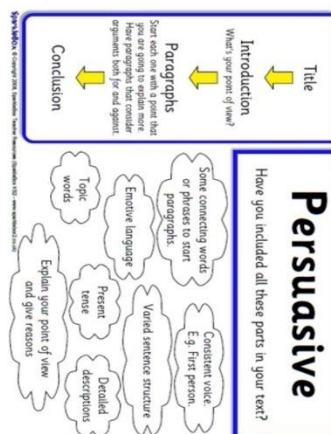 Persuasive
Have you included all these parts in your text?
Title
Introduction
What's your point of view?
Paragraphs
Start each one with a point that
you are going to explain more.
Have paragraphs that consider
arguments both for and against.
Conclusion
Some connecting words
or phrases to start
paragraphs.
Consistent voice.
E.g. First person.
Emotive language
Varied sentence structure
Topic
words
Present
tense
Detailed
descriptions
Explain your point of view
and give reasons